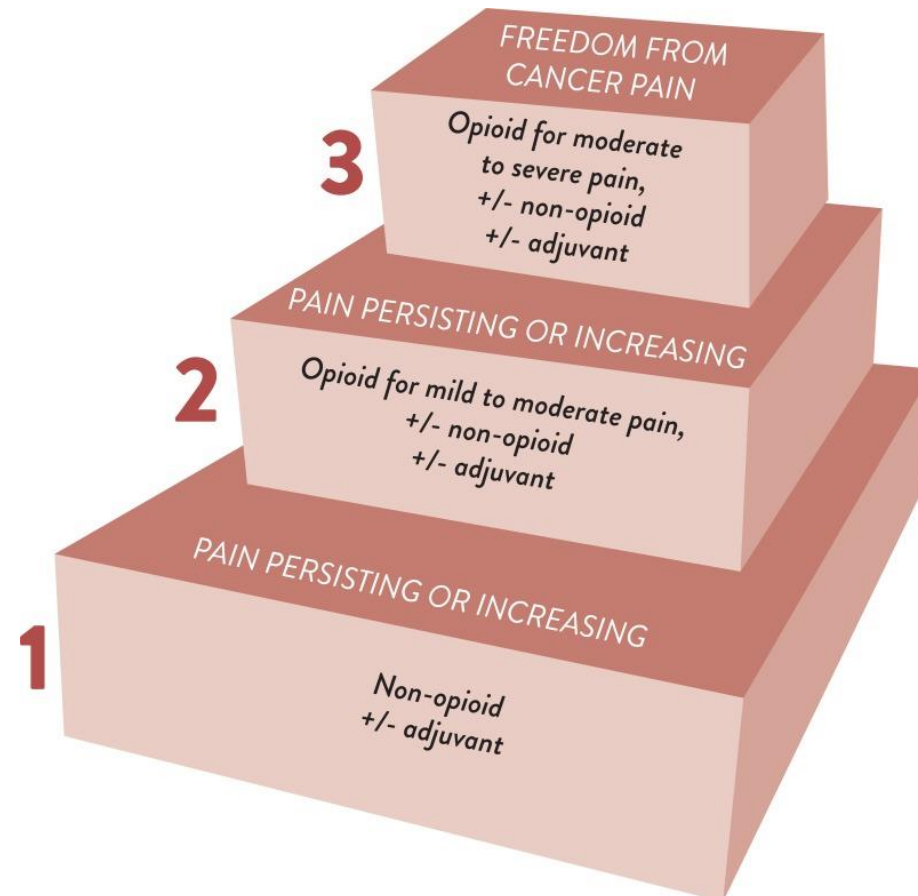 FREEDOM FROM
CANCER PAIN
3
Opioid for moderate
to severe pain,
+/- non-opioid
+/- adjuvant
PAIN PERSISTING OR INCREASING
2
Opioid for mild to moderate pain,
+/- non-opioid
+/- adjuvant
PAIN PERSISTING OR INCREASING
1
Non-opioid
+/- adjuvant